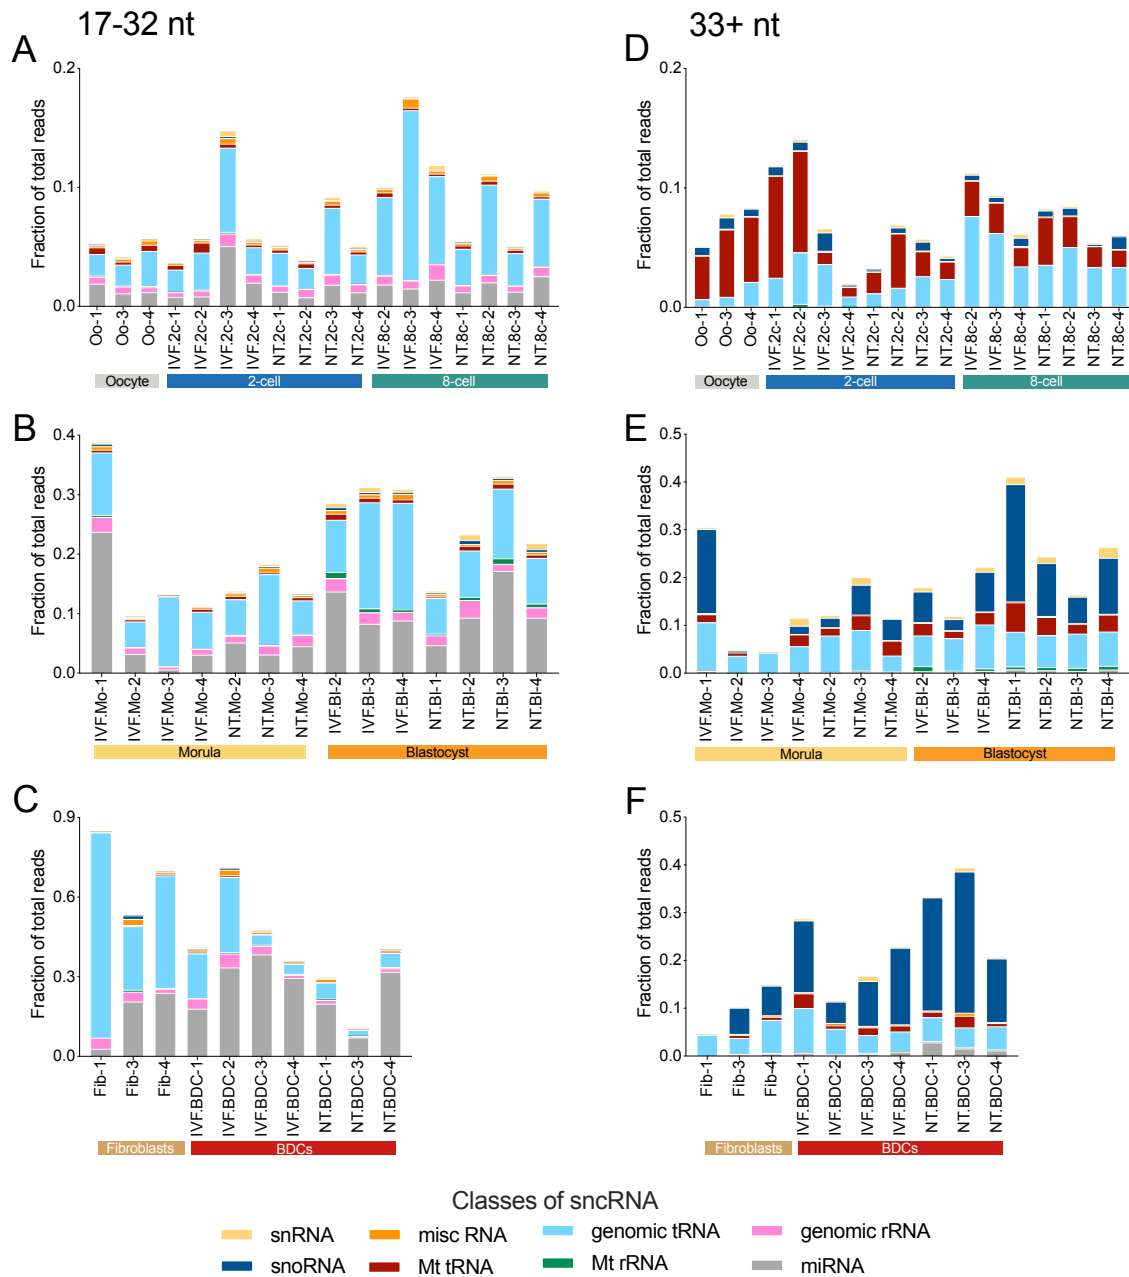 17-32 nt
33+ nt
A
Fraction of total reads
0.2
0.1
0.0
Oo-1
Oo-3
Oo-4
IVF.2c-1
IVF.2c-2
IVF.2c-3
IVF.2c-4
NT.2c-1
NT.2c-2
NT.2c-3
NT.2c-4
IVF.8c-2
IVF.8c-3
IVF.8c-4
NT.8c-1
NT.8c-2
NT.8c-3
NT.8c-4
Oocyte
2-cell
8-cell
D
Fraction of total reads
0.2
0.1
0.0
Oo-1
Oo-3
Oo-4
IVF.2c-1
IVF.2c-2
IVF.2c-3
IVF.2c-4
NT.2c-1
NT.2c-2
NT.2c-3
NT.2c-4
IVF.8c-2
IVF.8c-3
IVF.8c-4
NT.8c-1
NT.8c-2
NT.8c-3
NT.8c-4
Oocyte
2-cell
8-cell
B
Fraction of total reads
0.4
0.3
0.2
0.1
0.0
IVF.Mo-1
IVF.Mo-2
IVF.Mo-3
IVF.Mo-4
NT.Mo-2
NT.Mo-3
NT.Mo-4
IVF.Bl-2
IVF.Bl-3
IVF.Bl-4
NT.Bl-1
NT.Bl-2
NT.Bl-3
NT.Bl-4
Morula
Blastocyst
E
Fraction of total reads
0.5
0.4
0.3
0.2
0.1
0.0
IVF.Mo-1
IVF.Mo-2
IVF.Mo-3
IVF.Mo-4
NT.Mo-2
NT.Mo-3
NT.Mo-4
IVF.Bl-2
IVF.Bl-3
IVF.Bl-4
NT.Bl-1
NT.Bl-2
NT.Bl-3
NT.Bl-4
Morula
Blastocyst
C
Fraction of total reads
0.9
0.6
0.3
0.0
Fib-1
Fib-3
Fib-4
IVF.BDC-1
IVF.BDC-2
IVF.BDC-3
IVF.BDC-4
NT.BDC-1
NT.BDC-3
NT.BDC-4
Fibroblasts
BDCs
F
Fraction of total reads
0.5
0.4
0.3
0.2
0.1
0.0
Fib-1
Fib-3
Fib-4
IVF.BDC-1
IVF.BDC-2
IVF.BDC-3
IVF.BDC-4
NT.BDC-1
NT.BDC-3
NT.BDC-4
Fibroblasts
BDCs
Classes of sncRNA
snRNA
misc RNA
genomic tRNA
genomic rRNA
snoRNA
Mt tRNA
Mt rRNA
miRNA